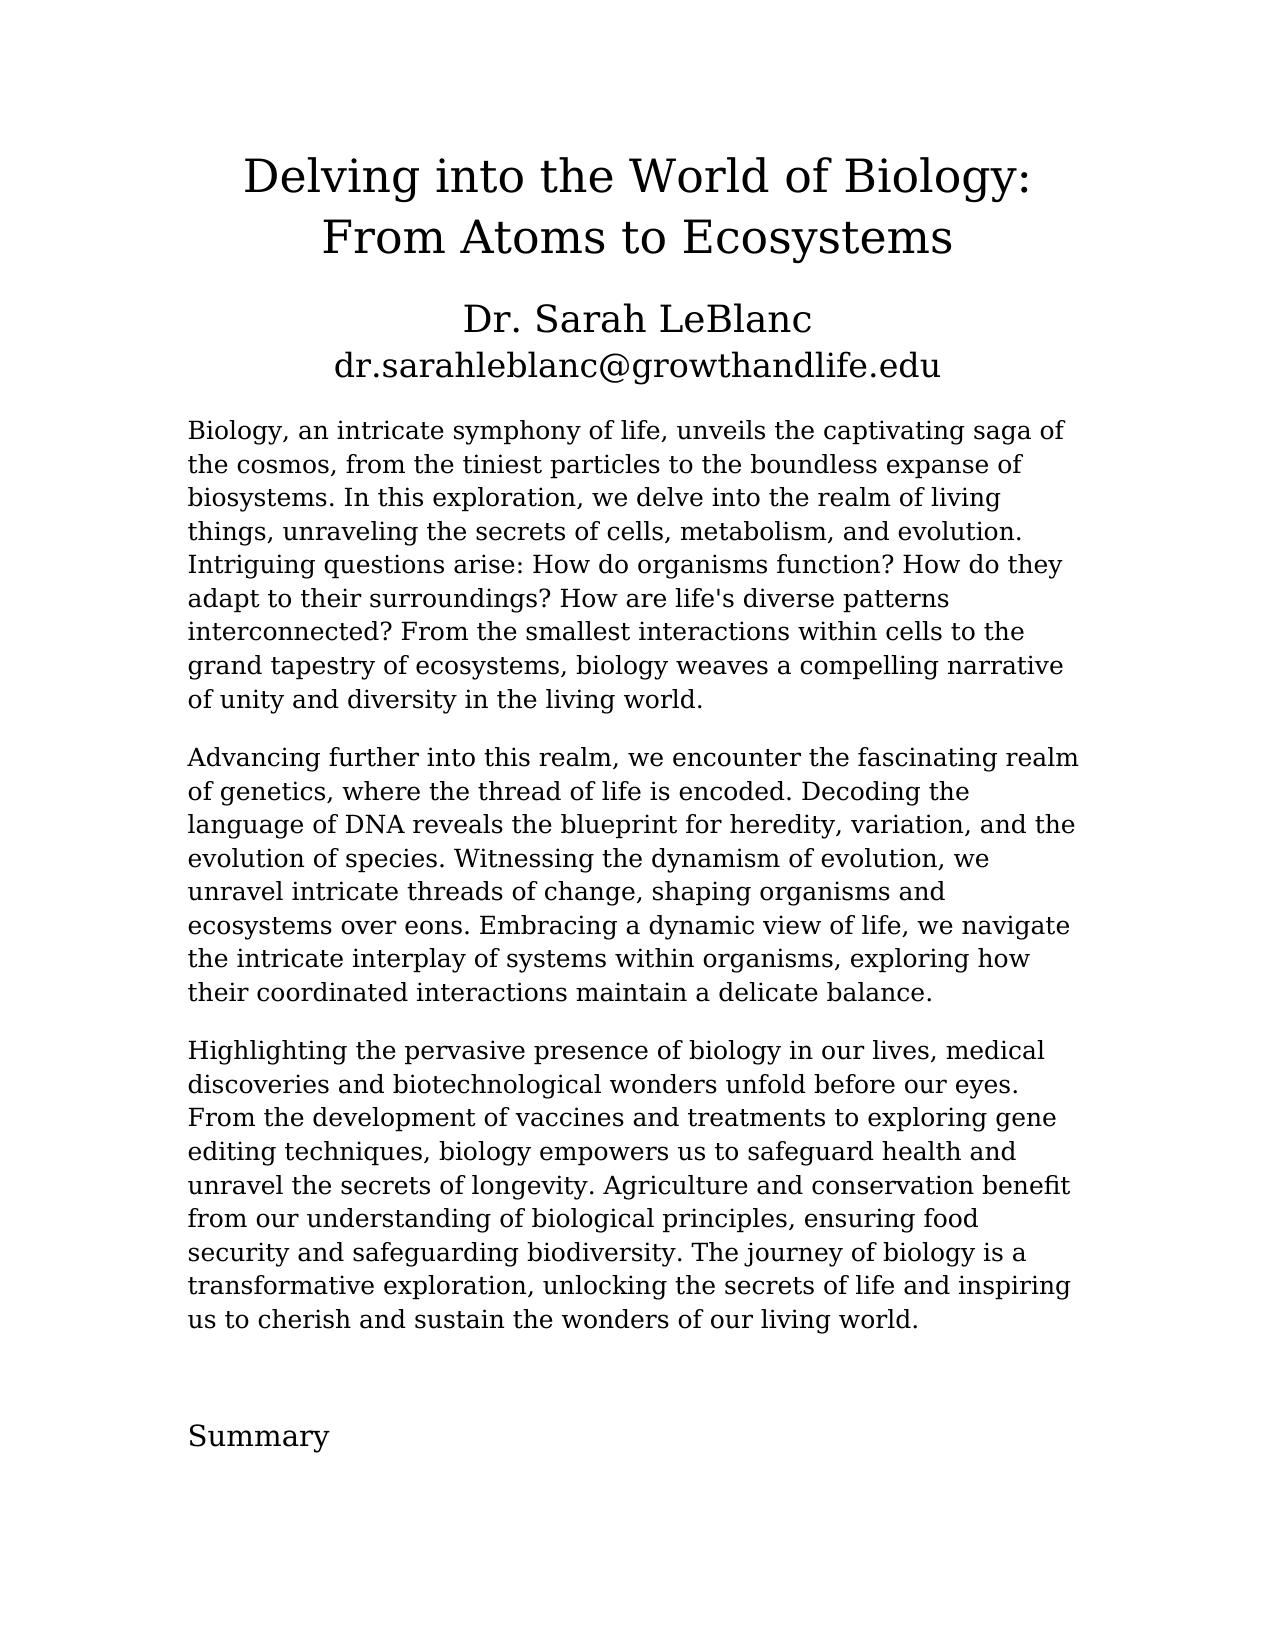 Delving into the World of Biology:
From Atoms to Ecosystems
Dr. Sarah LeBlanc
dr.sarahleblanc@growthandlife.edu
Biology, an intricate symphony of life, unveils the captivating saga of
the cosmos, from the tiniest particles to the boundless expanse of
biosystems. In this exploration, we delve into the realm of living
things, unraveling the secrets of cells, metabolism, and evolution.
Intriguing questions arise: How do organisms function? How do they
adapt to their surroundings? How are life's diverse patterns
interconnected? From the smallest interactions within cells to the
grand tapestry of ecosystems, biology weaves a compelling narrative
of unity and diversity in the living world.
Advancing further into this realm, we encounter the fascinating realm
of genetics, where the thread of life is encoded. Decoding the
language of DNA reveals the blueprint for heredity, variation, and the
evolution of species. Witnessing the dynamism of evolution, we
unravel intricate threads of change, shaping organisms and
ecosystems over eons. Embracing a dynamic view of life, we navigate
the intricate interplay of systems within organisms, exploring how
their coordinated interactions maintain a delicate balance.
Highlighting the pervasive presence of biology in our lives, medical
discoveries and biotechnological wonders unfold before our eyes.
From the development of vaccines and treatments to exploring gene
editing techniques, biology empowers us to safeguard health and
unravel the secrets of longevity. Agriculture and conservation benefit
from our understanding of biological principles, ensuring food
security and safeguarding biodiversity. The journey of biology is a
transformative exploration, unlocking the secrets of life and inspiring
us to cherish and sustain the wonders of our living world.
Summary